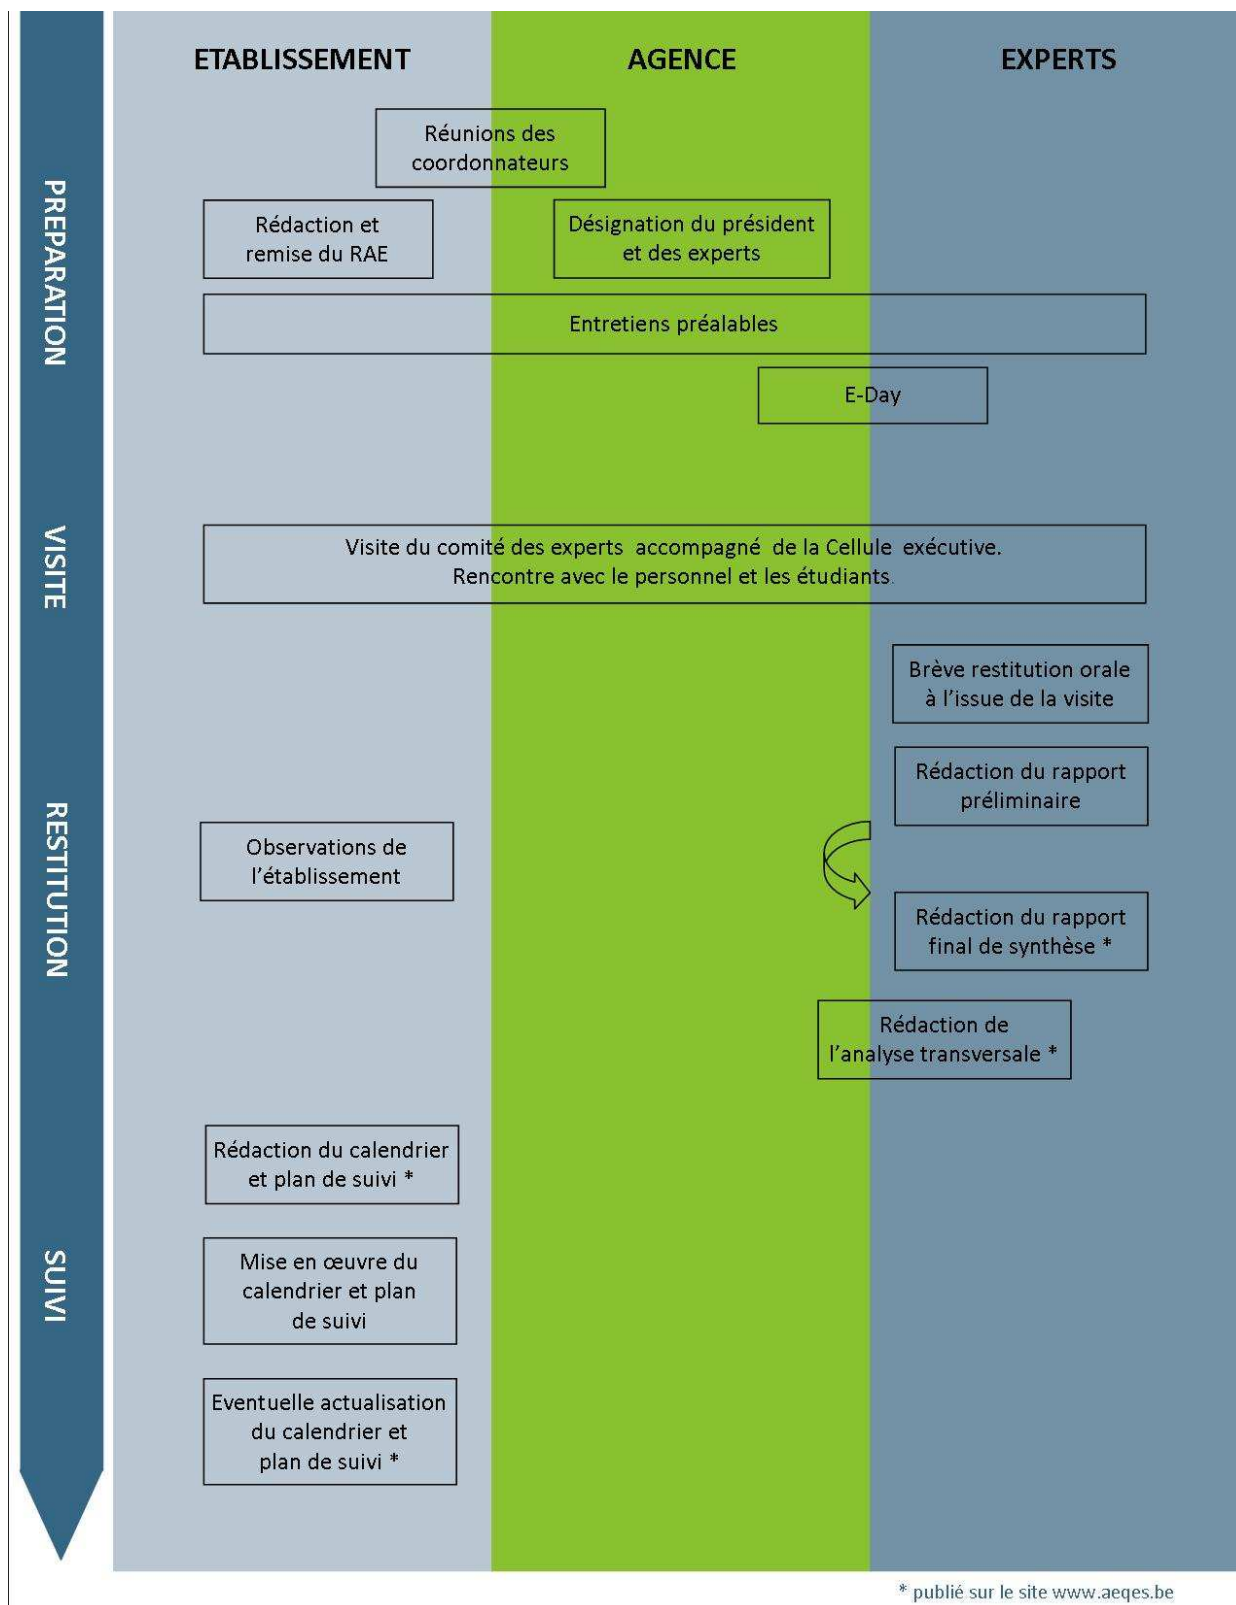 ETABLISSEMENT
AGENCE
EXPERTS
PREPARATION
Réunions des
coordonnateurs
Rédaction et
remise du RAE
Désignation du président
et des experts
Entretiens préalables
E-Day
VISITE
Visite du comité des experts accompagné de la Cellule exécutive.
Rencontre avec le personnel et les étudiants.
RESTITUTION
Brève restitution orale
à l'issue de la visite
Rédaction du rapport
préliminaire
Observations de
l'établissement
Rédaction du rapport
final de synthèse *
Rédaction de
l'analyse transversale *
SUIVI
Rédaction du calendrier
et plan de suivi *
Mise en œuvre du
calendrier et plan
de suivi
Eventuelle actualisation
du calendrier et
plan de suivi *
* publié sur le site www.aeqes.be